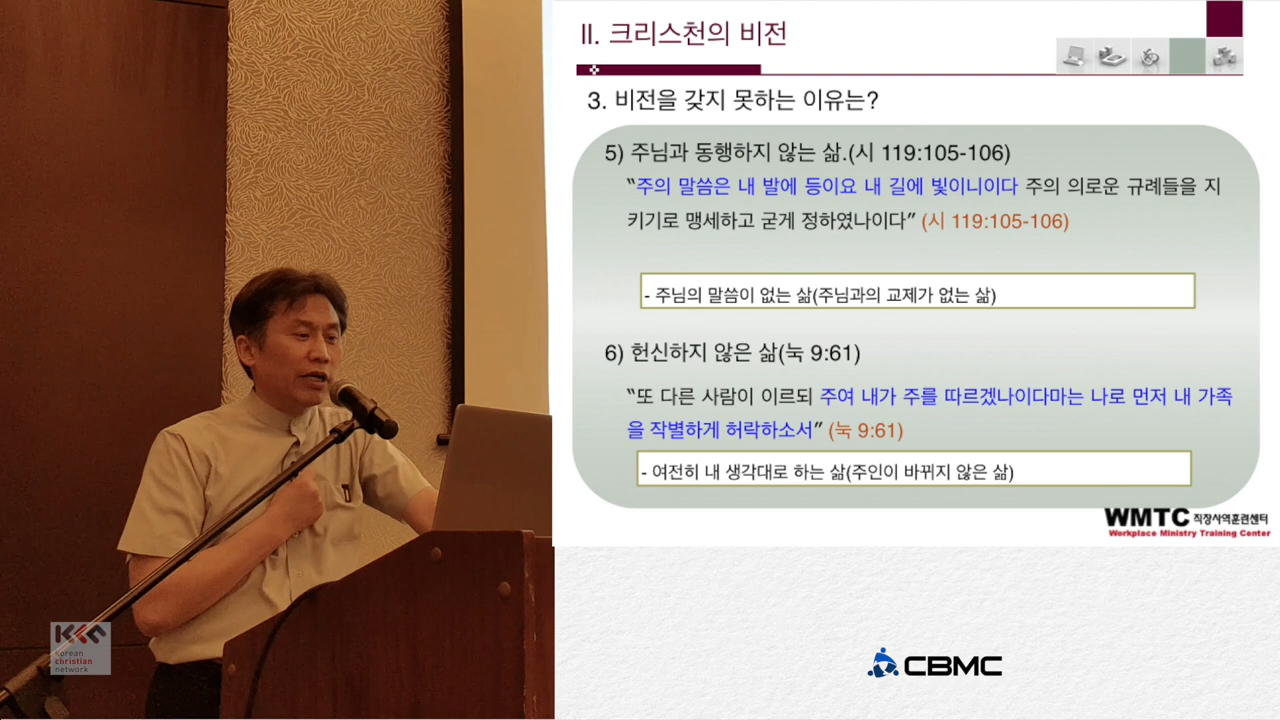 II. 크리스천의 비전
3. 비전을 갖지 못하는 이유는?
5) 주님과 동행하지 않는 삶.(시 119:105-106)
“주의 말씀은 내 발에 등이요 내 길에 빛이니이다 주의 의로운 규례들을 지
키기로 맹세하고 굳게 정하였나이다” (시 119:105-106)
- 주님의 말씀이 없는 삶(주님과의 교제가 없는 삶)
6) 헌신하지 않은 삶(눅 9:61)
“또 다른 사람이 이르되 주여 내가 주를 따르겠나이다마는 나로 먼저 내 가족
을 작별하게 허락하소서” (눅 9:61)
- 여전히 내 생각대로 하는 삶(주인이 바뀌지 않은 삶)
WMTC 직장사역훈련센터
Workplace Ministry Training Center
CBMC
KCN
korean
christian
network